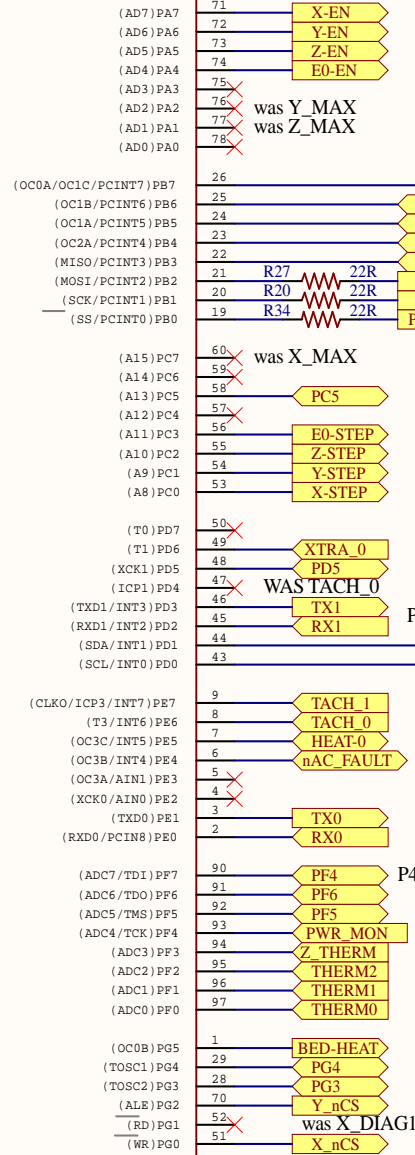 (AD7)PA7 71 X-EN
(AD6)PA6 72 Y-EN
(AD5)PA5 73 Z-EN
(AD4)PA4 74 E0-EN
(AD3)PA3 75
(AD2)PA2 76 was Y_MAX
(AD1)PA1 77 was Z_MAX
(AD0)PA0 78
(OC0A/OC1C/PCINT7)PB7 26
(OC1B/PCINT6)PB6 25
(OC1A/PCINT5)PB5 24
(OC2A/PCINT4)PB4 23
(MISO/PCINT3)PB3 22
(MOSI/PCINT2)PB2 21 R27 22R
(SCK/PCINT1)PB1 20 R20 22R
(SS/PCINT0)PB0 19 R34 22R P
(A15)PC7 60 was X_MAX
(A14)PC6 59
(A13)PC5 58 PC5
(A12)PC4 57
(A11)PC3 56 E0-STEP
(A10)PC2 55 Z-STEP
(A9)PC1 54 Y-STEP
(A8)PC0 53 X-STEP
(T0)PD7 50
(T1)PD6 49 XTRA_0
(XCK1)PD5 48 PD5
(ICP1)PD4 47 WAS TACH_0
(TXD1/INT3)PD3 46 TX1 P
(RXD1/INT2)PD2 45 RX1
(SDA/INT1)PD1 44
(SCL/INT0)PD0 43
(CLKO/ICP3/INT7)PE7 9 TACH_1
(T3/INT6)PE6 8 TACH_0
(OC3C/INT5)PE5 7 HEAT-0
(OC3B/INT4)PE4 6 nAC_FAULT
(OC3A/AIN1)PE3 5
(XCK0/AIN0)PE2 4
(TXD0)PE1 3 TX0
(RXD0/PCIN8)PE0 2 RX0
(ADC7/TDI)PF7 90 PF4 P4
(ADC6/TDO)PF6 91 PF6
(ADC5/TMS)PF5 92 PF5
(ADC4/TCK)PF4 93 PWR_MON
(ADC3)PF3 94 Z_THERM
(ADC2)PF2 95 THERM2
(ADC1)PF1 96 THERM1
(ADC0)PF0 97 THERM0
(OC0B)PG5 1 BED-HEAT
(TOSC1)PG4 29 PG4
(TOSC2)PG3 28 PG3
(ALE)PG2 70 Y_nCS
(RD)PG1 52 was X_DIAG1
(WR)PG0 51 X_nCS